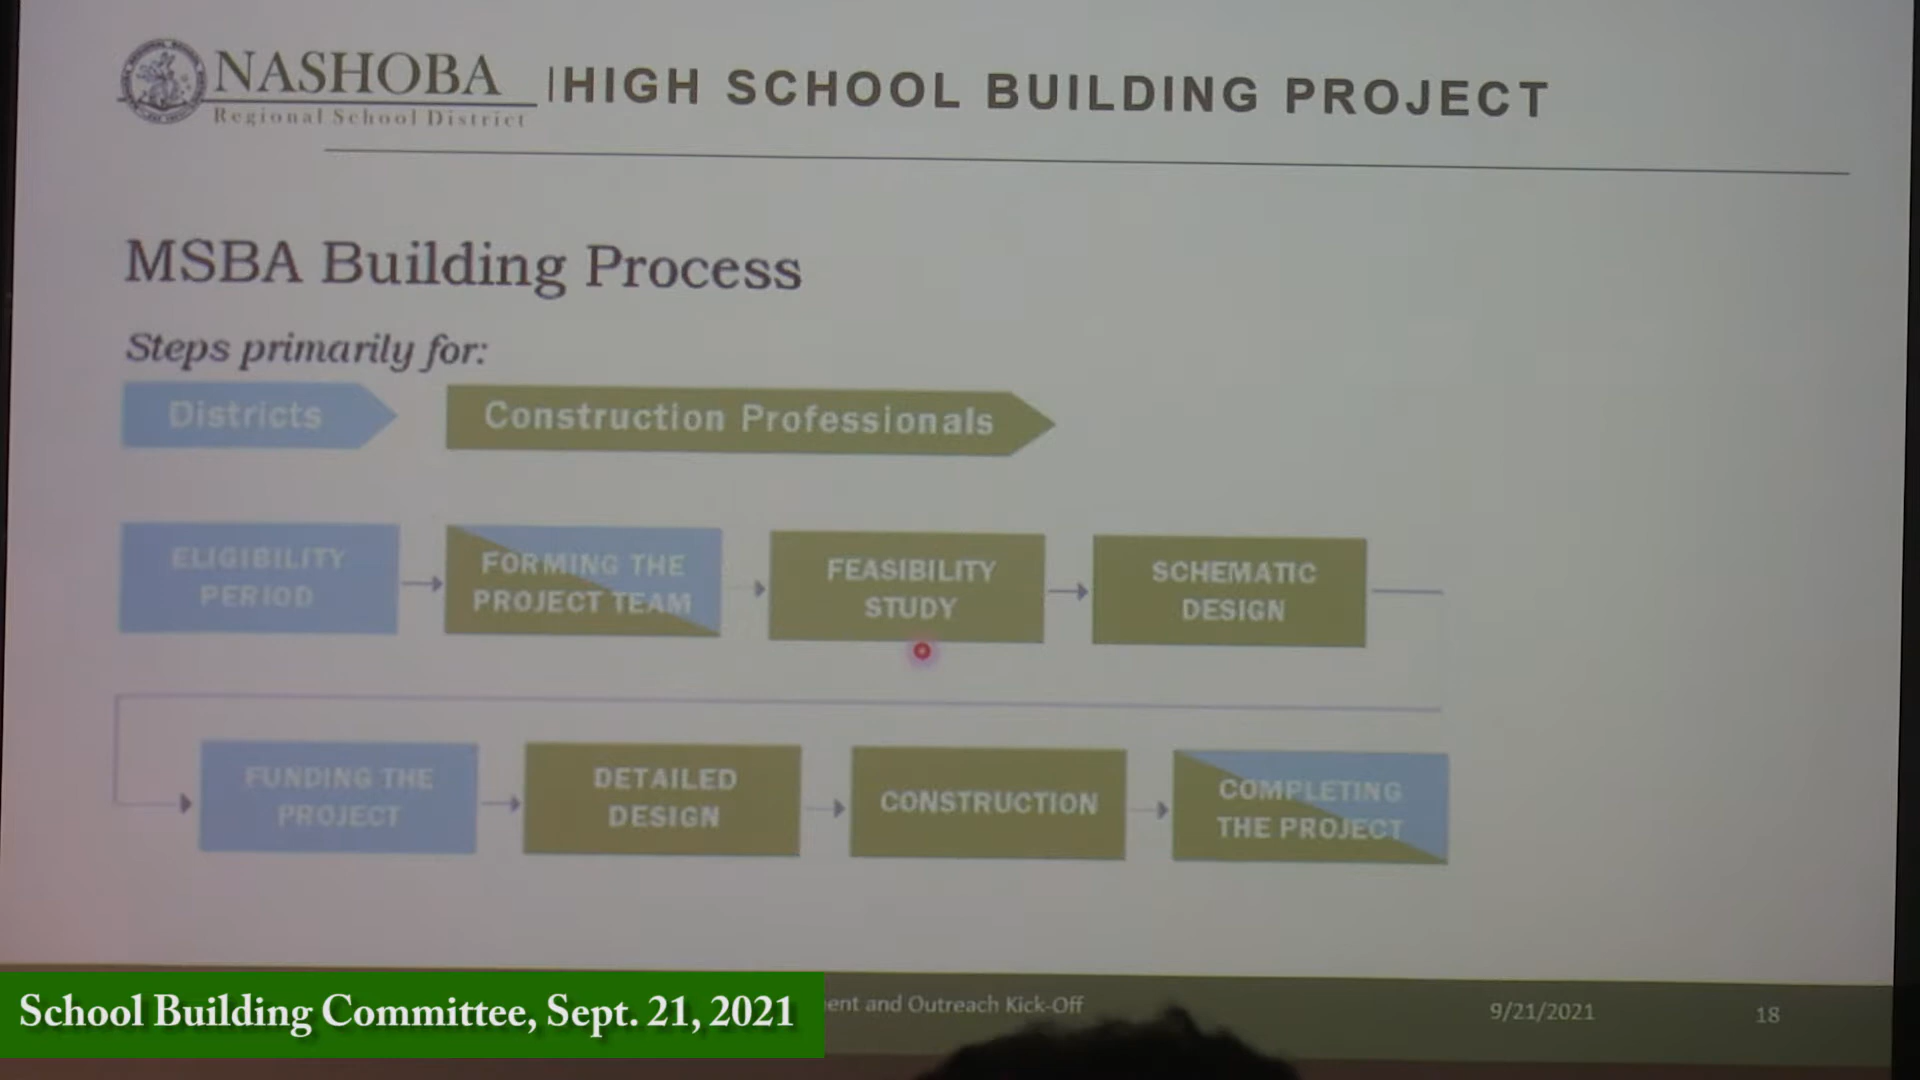 NASHOBA
Regional School District
HIGH SCHOOL BUILDING PROJECT
MSBA Building Process
Steps primarily for:
Districts
Construction Professionals
ELIGIBILITY
PERIOD
FORMING THE
PROJECT TEAM
FEASIBILITY
STUDY
SCHEMATIC
DESIGN
FUNDING THE
PROJECT
DETAILED
DESIGN
CONSTRUCTION
COMPLETING
THE PROJECT
School Building Committee, Sept. 21, 2021
ent and Outreach Kick-Off
9/21/2021
18